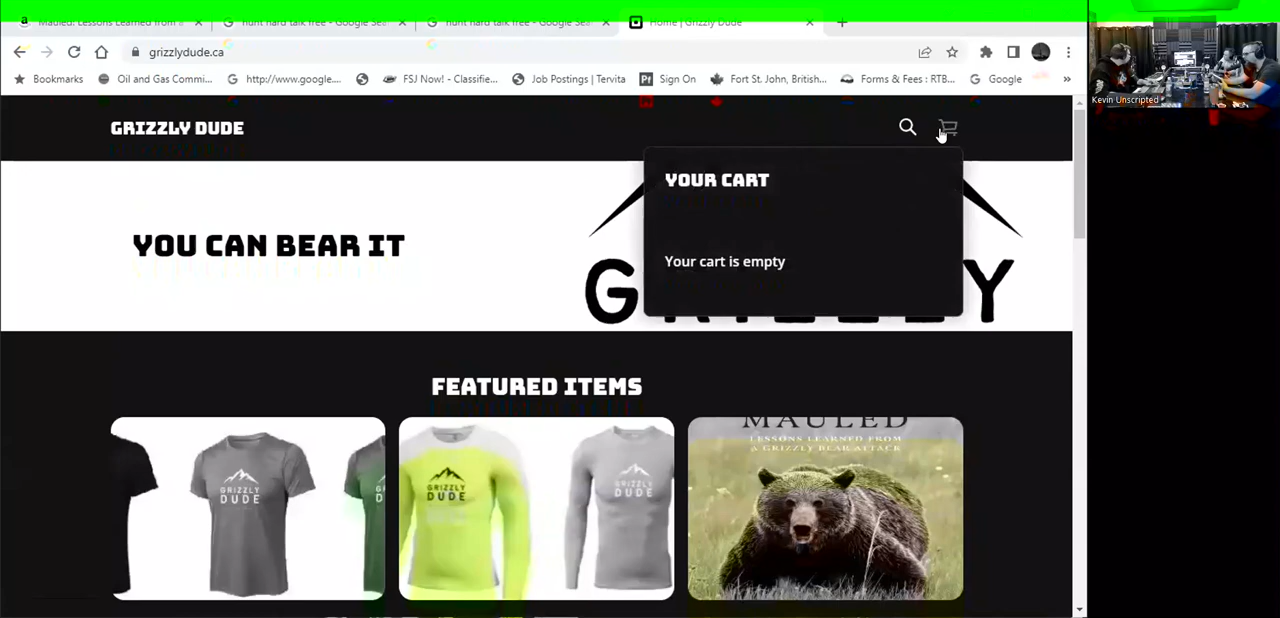 Mauled: Lessons Learned from
hunt hard talk free - Google Sea
hunt hard talk free - Google Sea
Home | Grizzly Dude
grizzlydude.ca
Bookmarks
Oil and Gas Commi...
http://www.google....
FSJ Now! - Classifie...
Job Postings | Tervita
Sign On
Fort St. John, British...
Forms & Fees : RTB...
Google
»
Kevin Unscripted
GRIZZLY DUDE
YOUR CART
Your cart is empty
YOU CAN BEAR IT
FEATURED ITEMS
GRIZZLY
DUDE
GRIZZLY
DUDE
GRIZZLY
DUDE
MAULED
LESSONS LEARNED FROM
A GRIZZLY BEAR ATTACK